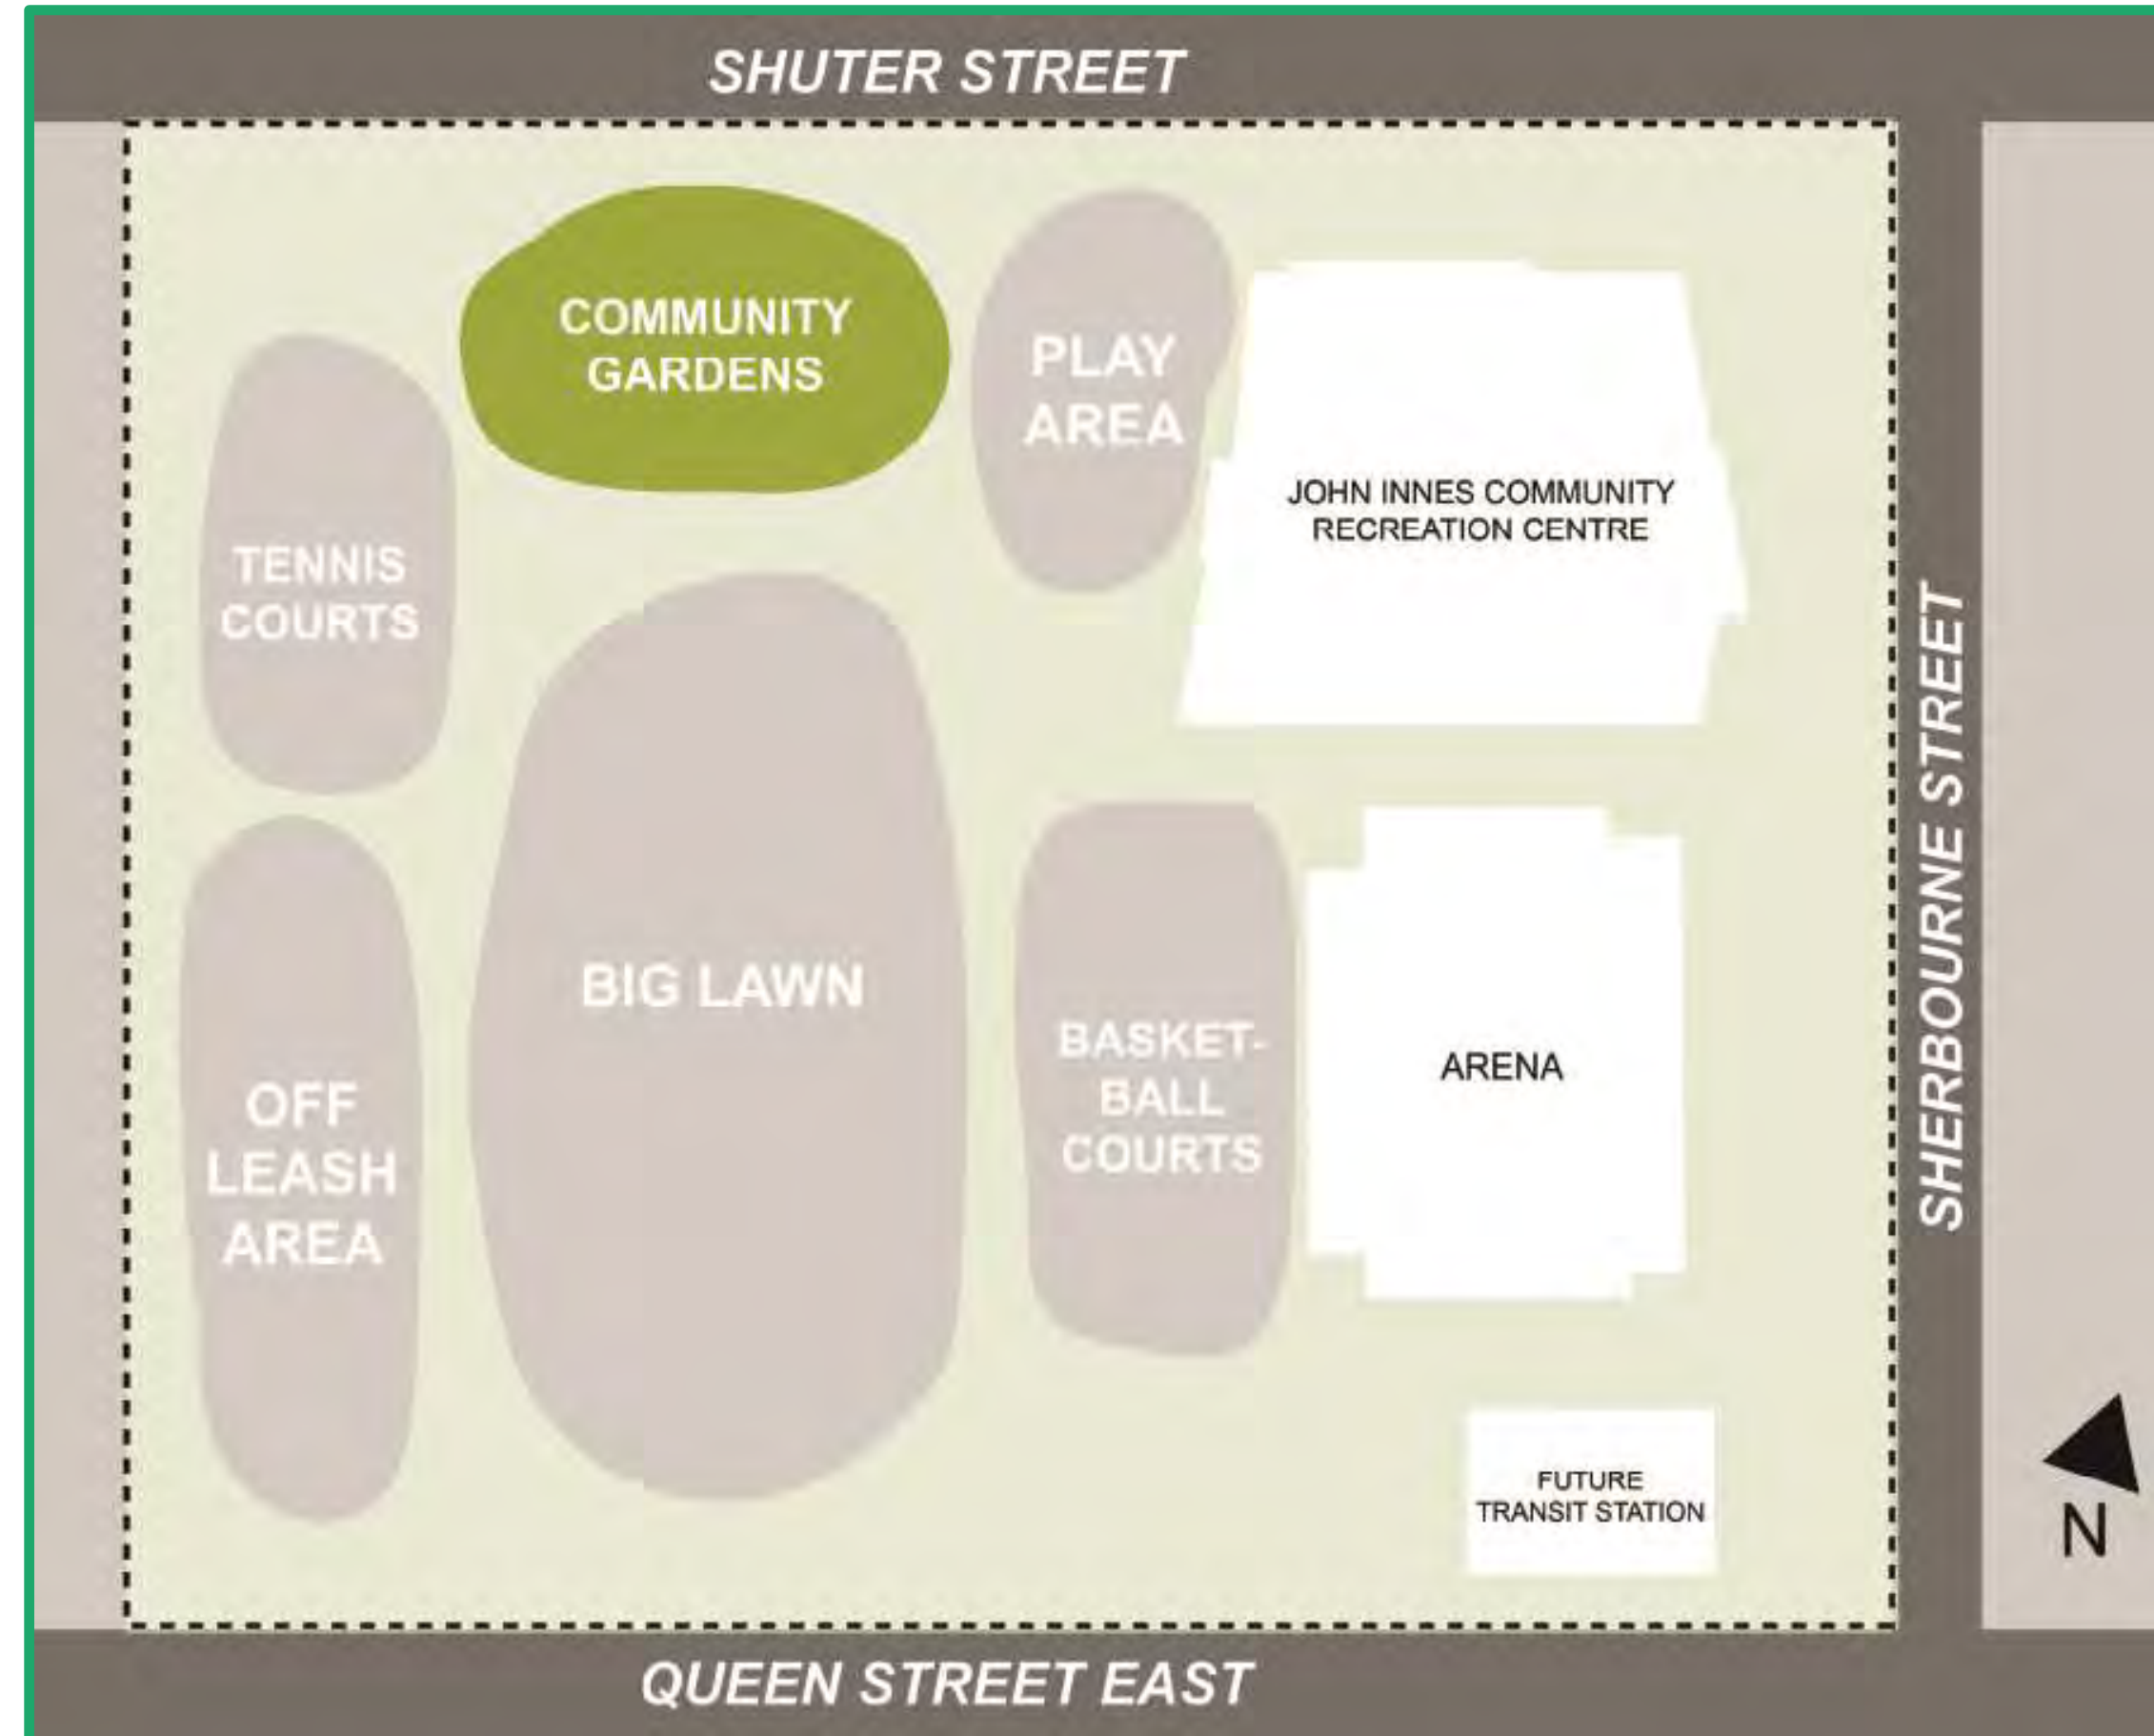 SHUTER STREET
COMMUNITY
GARDENS
PLAY
AREA
JOHN INNES COMMUNITY
RECREATION CENTRE
TENNIS
COURTS
SHERBOURNE STREET
BIG LAWN
BASKET-
BALL
COURTS
ARENA
OFF
LEASH
AREA
FUTURE
TRANSIT STATION
N
QUEEN STREET EAST